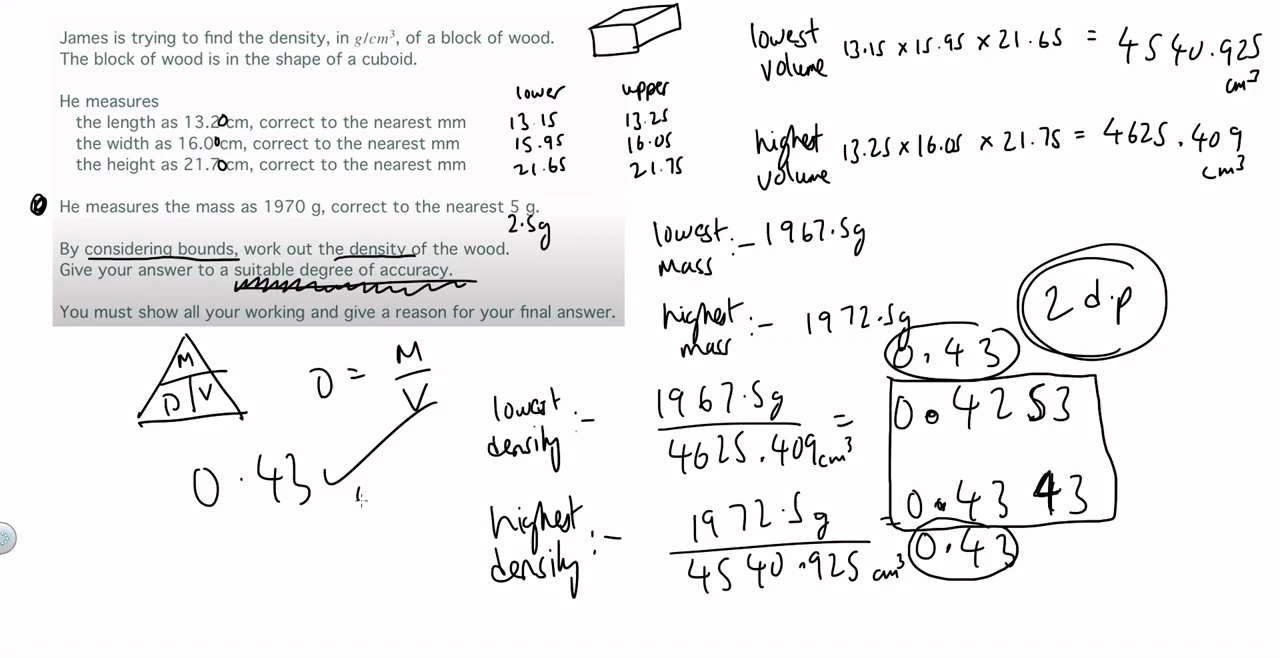 James is trying to find the density, in g/cm³, of a block of wood.
The block of wood is in the shape of a cuboid.
He measures
the length as 13.20cm, correct to the nearest mm
the width as 16.00cm, correct to the nearest mm
the height as 21.70cm, correct to the nearest mm
lower upper
13.15 13.25
15.95 16.05
21.65 21.75
He measures the mass as 1970 g, correct to the nearest 5 g.
2.5g
By considering bounds, work out the density of the wood.
Give your answer to a suitable degree of accuracy.
You must show all your working and give a reason for your final answer.
lowest volume 13.15 x 15.95 x 21.65 = 4540.925 cm³
highest volume 13.25 x 16.05 x 21.75 = 4625.409 cm³
lowest mass :- 1967.5g
highest mass :- 1972.5g
2 d.p
M
D V
D = M/V
0.43
0.43
lowest density :- 1967.5g / 4625.409cm³ = 0.4253
highest density :- 1972.5g / 4540.925 cm³ = 0.4343
0.43